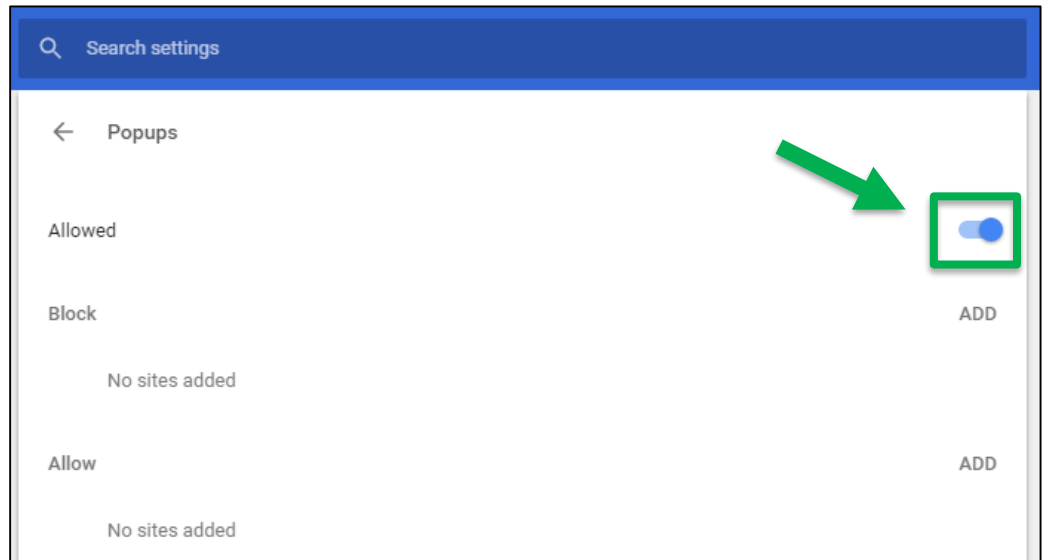 Search settings
Popups
Allowed
Block ADD
No sites added
Allow ADD
No sites added